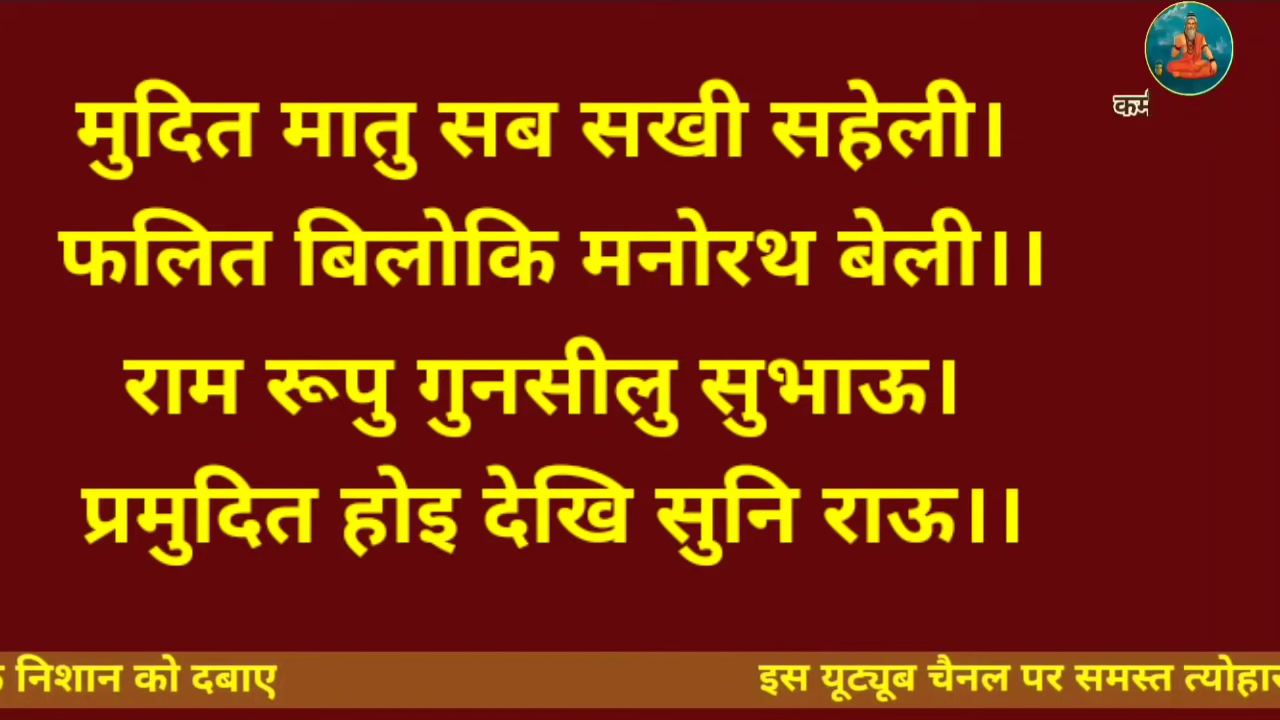 मुदित मातु सब सखी सहेली।
फलित बिलोकि मनोरथ बेली।।
राम रूपु गुनसीलु सुभाऊ।
प्रमुदित होइ देखि सुनि राऊ।।
निशान को दबाए
इस यूट्यूब चैनल पर समस्त